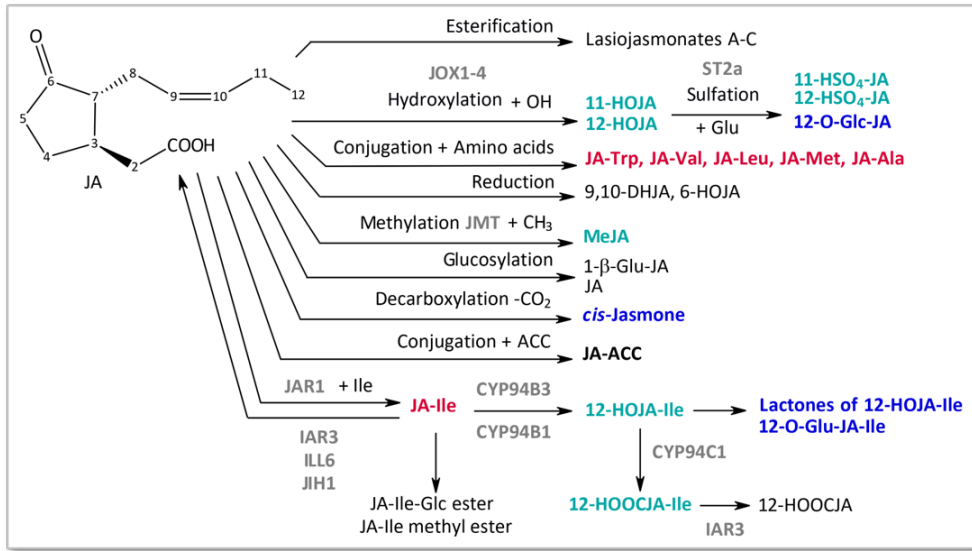 Esterification
Lasiojasmonates A-C
O
6
7
8
9
10
11
12
5
4
3
2
COOH
JA
JOX1-4
Hydroxylation + OH
11-HOJA
12-HOJA
ST2a
Sulfation
+ Glu
11-HSO₄-JA
12-HSO₄-JA
12-O-Glc-JA
Conjugation + Amino acids
JA-Trp, JA-Val, JA-Leu, JA-Met, JA-Ala
Reduction
9,10-DHJA, 6-HOJA
Methylation JMT + CH₃
MeJA
Glucosylation
1-β-Glu-JA
JA
Decarboxylation -CO₂
cis-Jasmone
Conjugation + ACC
JA-ACC
JAR1 + Ile
IAR3
ILL6
JIH1
JA-Ile
CYP94B3
CYP94B1
12-HOJA-Ile
Lactones of 12-HOJA-Ile
12-O-Glu-JA-Ile
CYP94C1
JA-Ile-Glc ester
JA-Ile methyl ester
12-HOOCJA-Ile
IAR3
12-HOOCJA